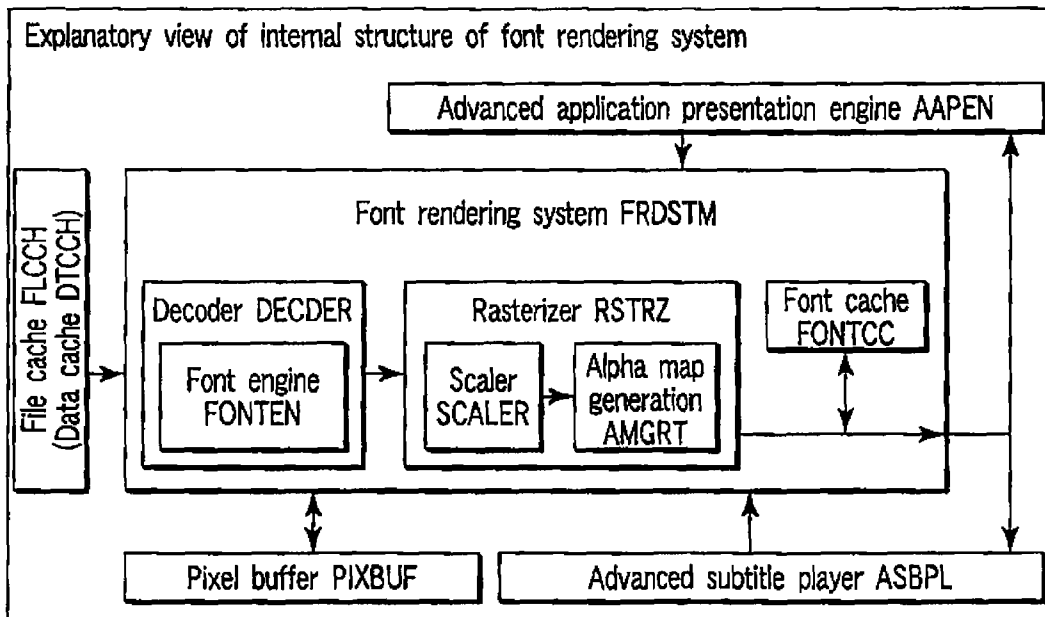 Explanatory view of internal structure of font rendering system
Advanced application presentation engine AAPEN
File cache FLCCH
(Data cache DTCCH)
Font rendering system FRDSTM
Decoder DECDER
Font engine
FONTEN
Rasterizer RSTRZ
Scaler
SCALER
Alpha map
generation
AMGRT
Font cache
FONTCC
Pixel buffer PIXBUF
Advanced subtitle player ASBPL